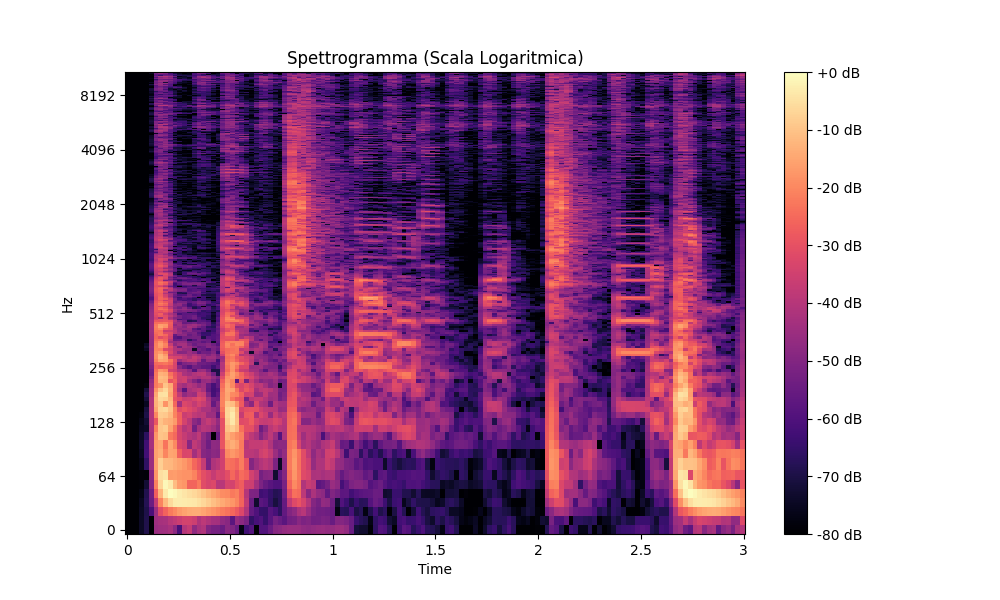 Spettrogramma (Scala Logaritmica)
Hz
8192
4096
2048
1024
512
256
128
64
0
0
0.5
1
1.5
2
2.5
3
Time
+0 dB
-10 dB
-20 dB
-30 dB
-40 dB
-50 dB
-60 dB
-70 dB
-80 dB